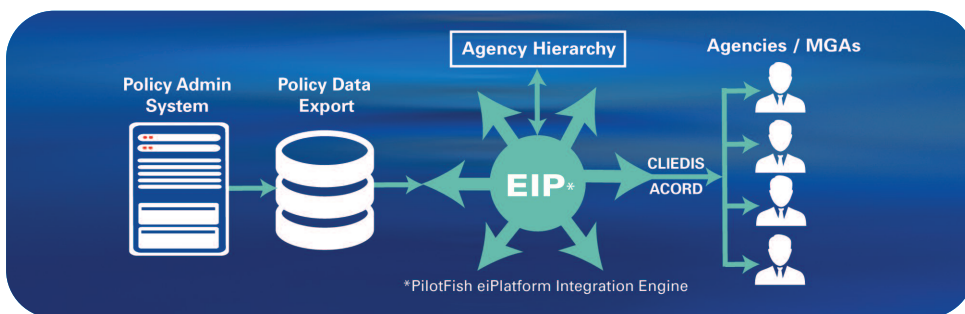 Policy Admin
System
Policy Data
Export
Agency Hierarchy
EIP*
CLIEDIS
ACORD
Agencies / MGAs
*PilotFish eiPlatform Integration Engine